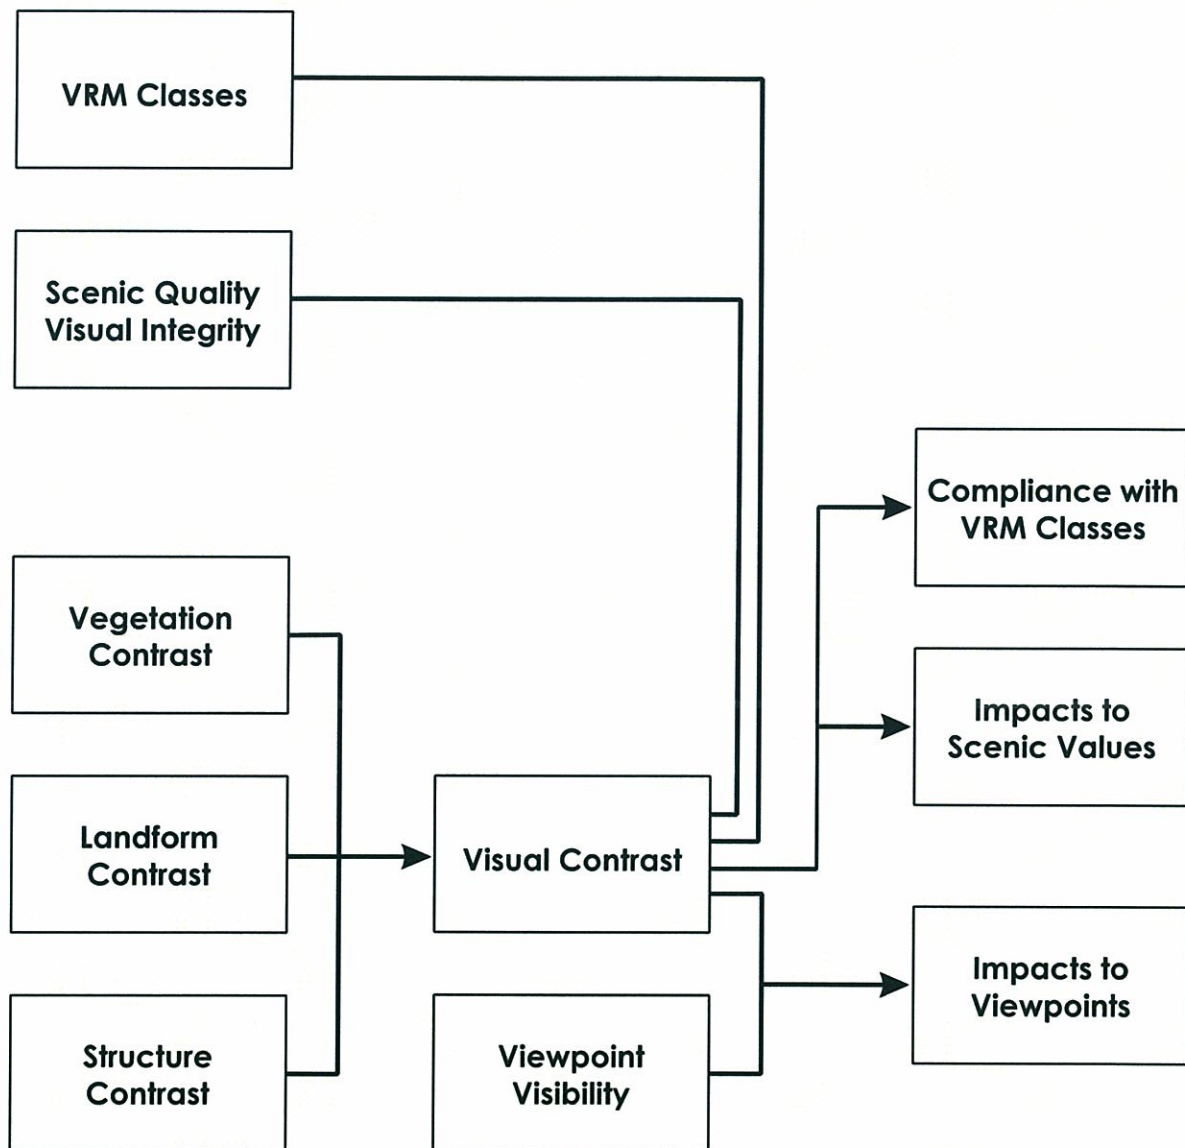 VRM Classes
Scenic Quality
Visual Integrity
Vegetation
Contrast
Landform
Contrast
Structure
Contrast
Visual Contrast
Viewpoint
Visibility
Compliance with
VRM Classes
Impacts to
Scenic Values
Impacts to
Viewpoints